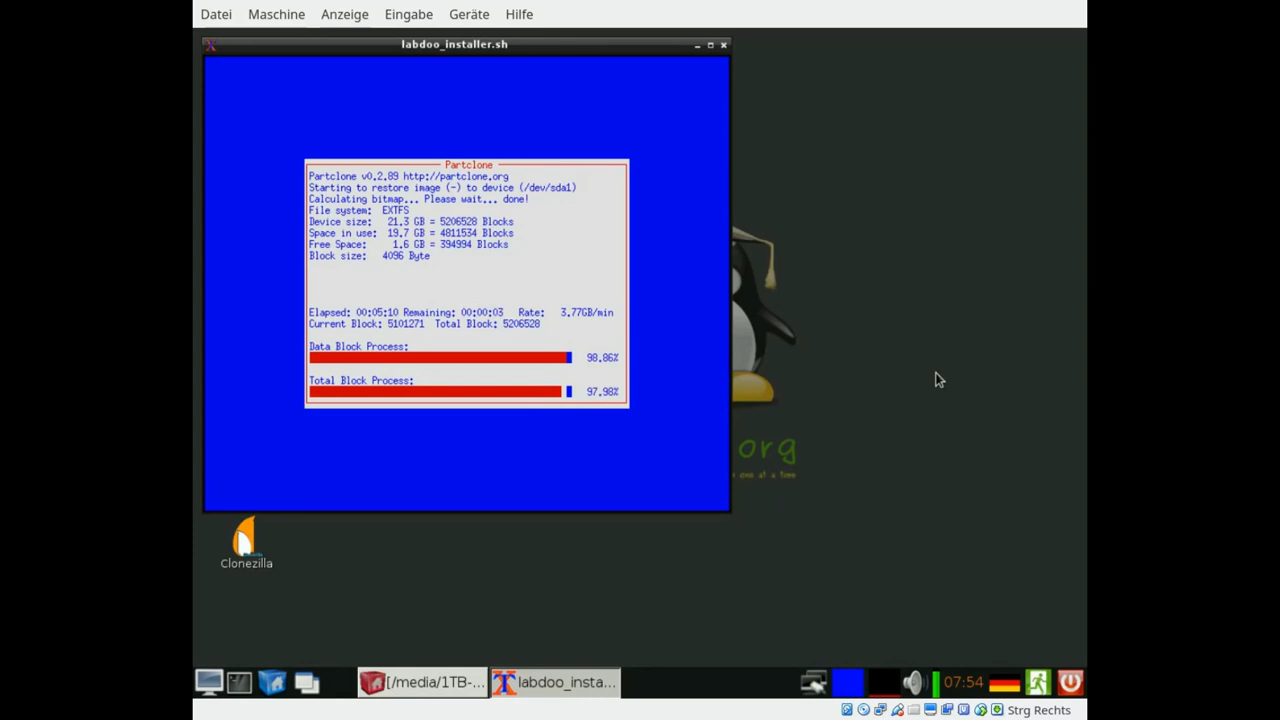 Datei Maschine Anzeige Eingabe Geräte Hilfe
labdoo_installer.sh
Partclone
Partclone v0.2.89 http://partclone.org
Starting to restore image (-) to device (/dev/sda1)
Calculating bitmap... Please wait... done!
File system: EXTFS
Device size: 21.3 GB = 5206528 Blocks
Space in use: 19.7 GB = 4811534 Blocks
Free Space: 1.6 GB = 394994 Blocks
Block size: 4096 Byte
Elapsed: 00:05:10 Remaining: 00:00:03 Rate: 3.77GB/min
Current Block: 5101271 Total Block: 5206528
Data Block Process:
98.86%
Total Block Process:
97.98%
org
one at a time
Clonezilla
[/media/1TB-... labdoo_insta... 07:54
Strg Rechts